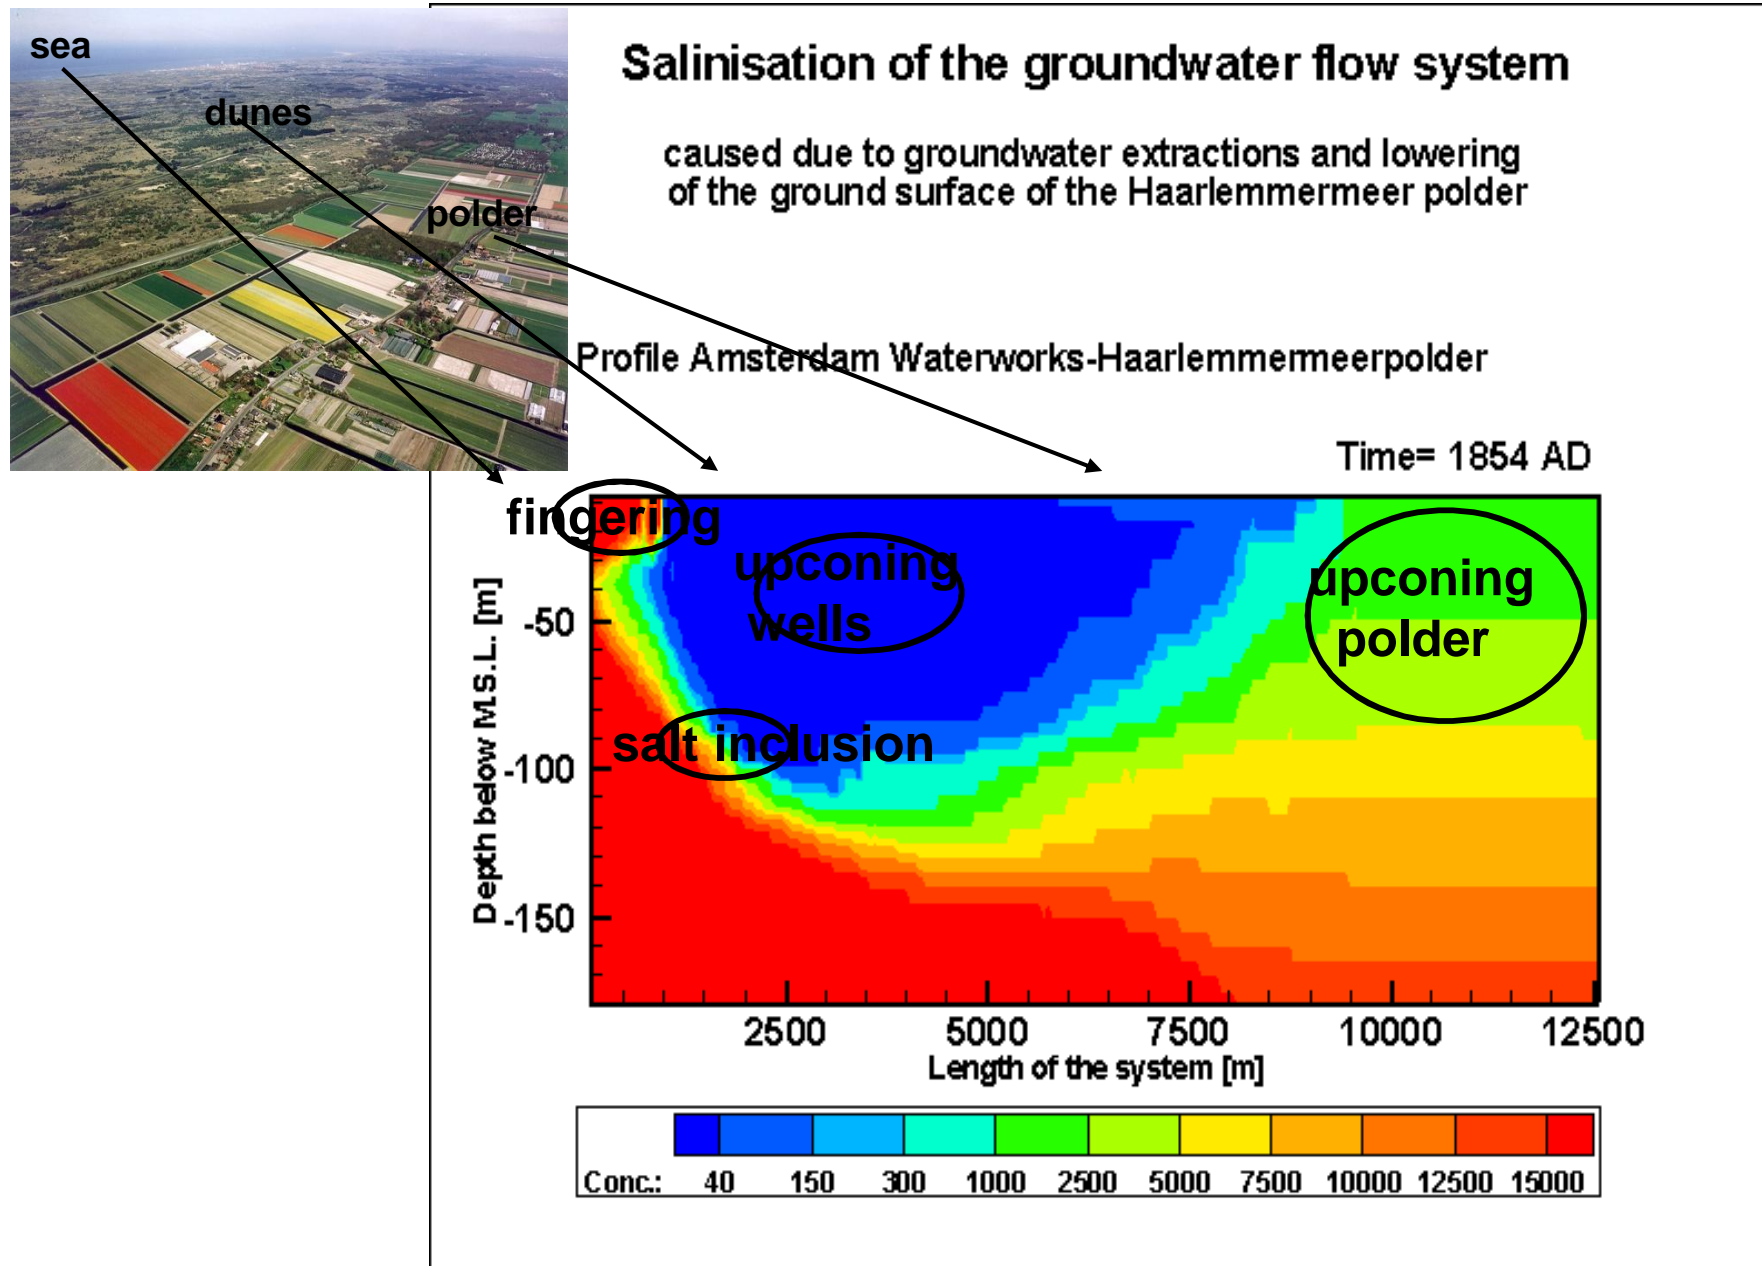 sea
dunes
polder
Salinisation of the groundwater flow system
caused due to groundwater extractions and lowering
of the ground surface of the Haarlemmermeer polder
Profile Amsterdam Waterworks-Haarlemmermeerpolder
Time= 1854 AD
fingering
upconing
wells
upconing
polder
salt inclusion
Depth below M.S.L. [m]
-50
-100
-150
2500 5000 7500 10000 12500
Length of the system [m]
Conc.: 40 150 300 1000 2500 5000 7500 10000 12500 15000